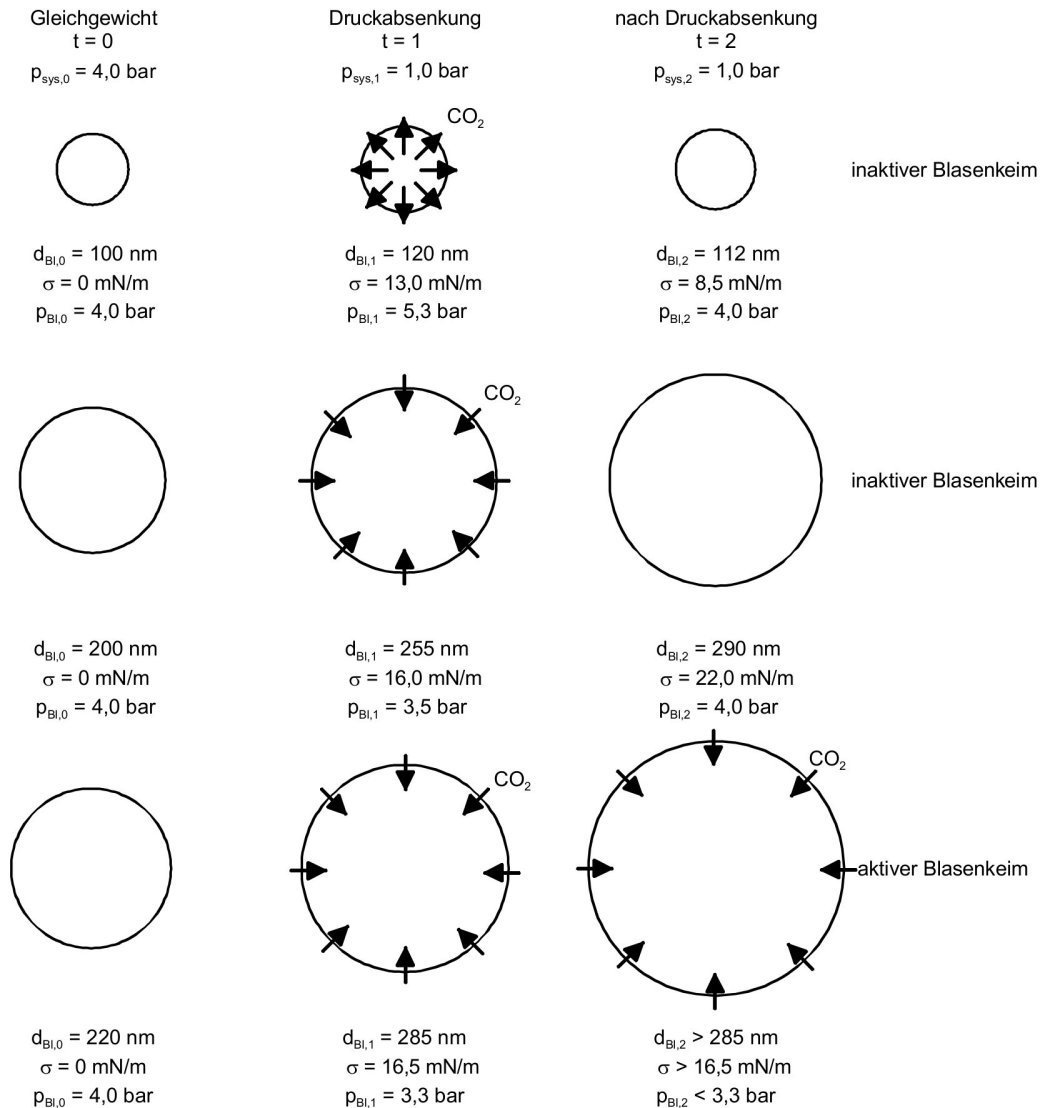 Gleichgewicht
t = 0
p_sys,0 = 4,0 bar
Druckabsenkung
t = 1
p_sys,1 = 1,0 bar
nach Druckabsenkung
t = 2
p_sys,2 = 1,0 bar
CO₂
inaktiver Blasenkeim
d_Bl,0 = 100 nm
σ = 0 mN/m
p_Bl,0 = 4,0 bar
d_Bl,1 = 120 nm
σ = 13,0 mN/m
p_Bl,1 = 5,3 bar
d_Bl,2 = 112 nm
σ = 8,5 mN/m
p_Bl,2 = 4,0 bar
CO₂
inaktiver Blasenkeim
d_Bl,0 = 200 nm
σ = 0 mN/m
p_Bl,0 = 4,0 bar
d_Bl,1 = 255 nm
σ = 16,0 mN/m
p_Bl,1 = 3,5 bar
d_Bl,2 = 290 nm
σ = 22,0 mN/m
p_Bl,2 = 4,0 bar
CO₂
CO₂
aktiver Blasenkeim
d_Bl,0 = 220 nm
σ = 0 mN/m
p_Bl,0 = 4,0 bar
d_Bl,1 = 285 nm
σ = 16,5 mN/m
p_Bl,1 = 3,3 bar
d_Bl,2 > 285 nm
σ > 16,5 mN/m
p_Bl,2 < 3,3 bar